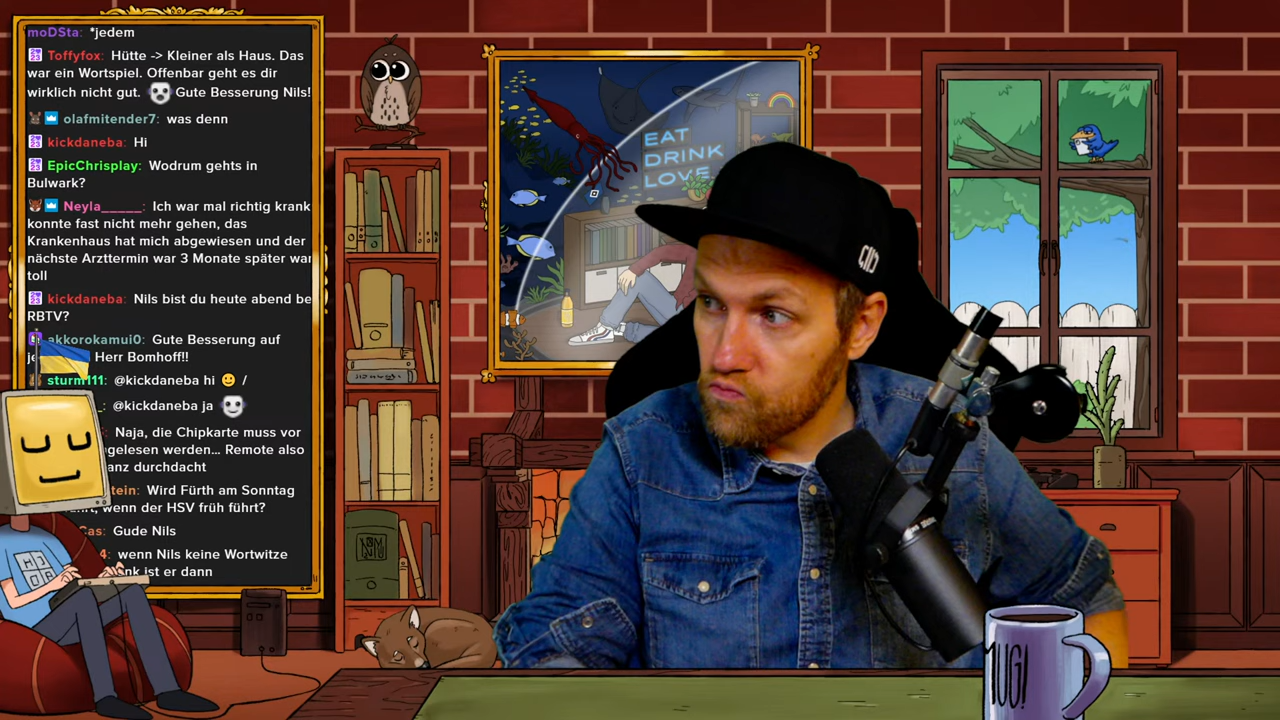 moDSta: *jedem
Toffyfox: Hütte -> Kleiner als Haus. Das
war ein Wortspiel. Offenbar geht es dir
wirklich nicht gut. Gute Besserung Nils!
olafmitender7: was denn
kickdaneba: Hi
EpicChrisplay: Wodrum gehts in
Bulwark?
Neyla_____: Ich war mal richtig krank
konnte fast nicht mehr gehen, das
Krankenhaus hat mich abgewiesen und der
nächste Arzttermin war 3 Monate später war
toll
kickdaneba: Nils bist du heute abend be
RBTV?
akkorokamui0: Gute Besserung auf
Herr Bomhoff!!
sturm111: @kickdaneba hi /
@kickdaneba ja
Naja, die Chipkarte muss vor
Remote also
durchdacht
Wird Fürth am Sonntag
wenn der HSV früh führt?
Gude Nils
wenn Nils keine Wortwitze
ist er dann
EAT
DRINK
LOVE
MUG!